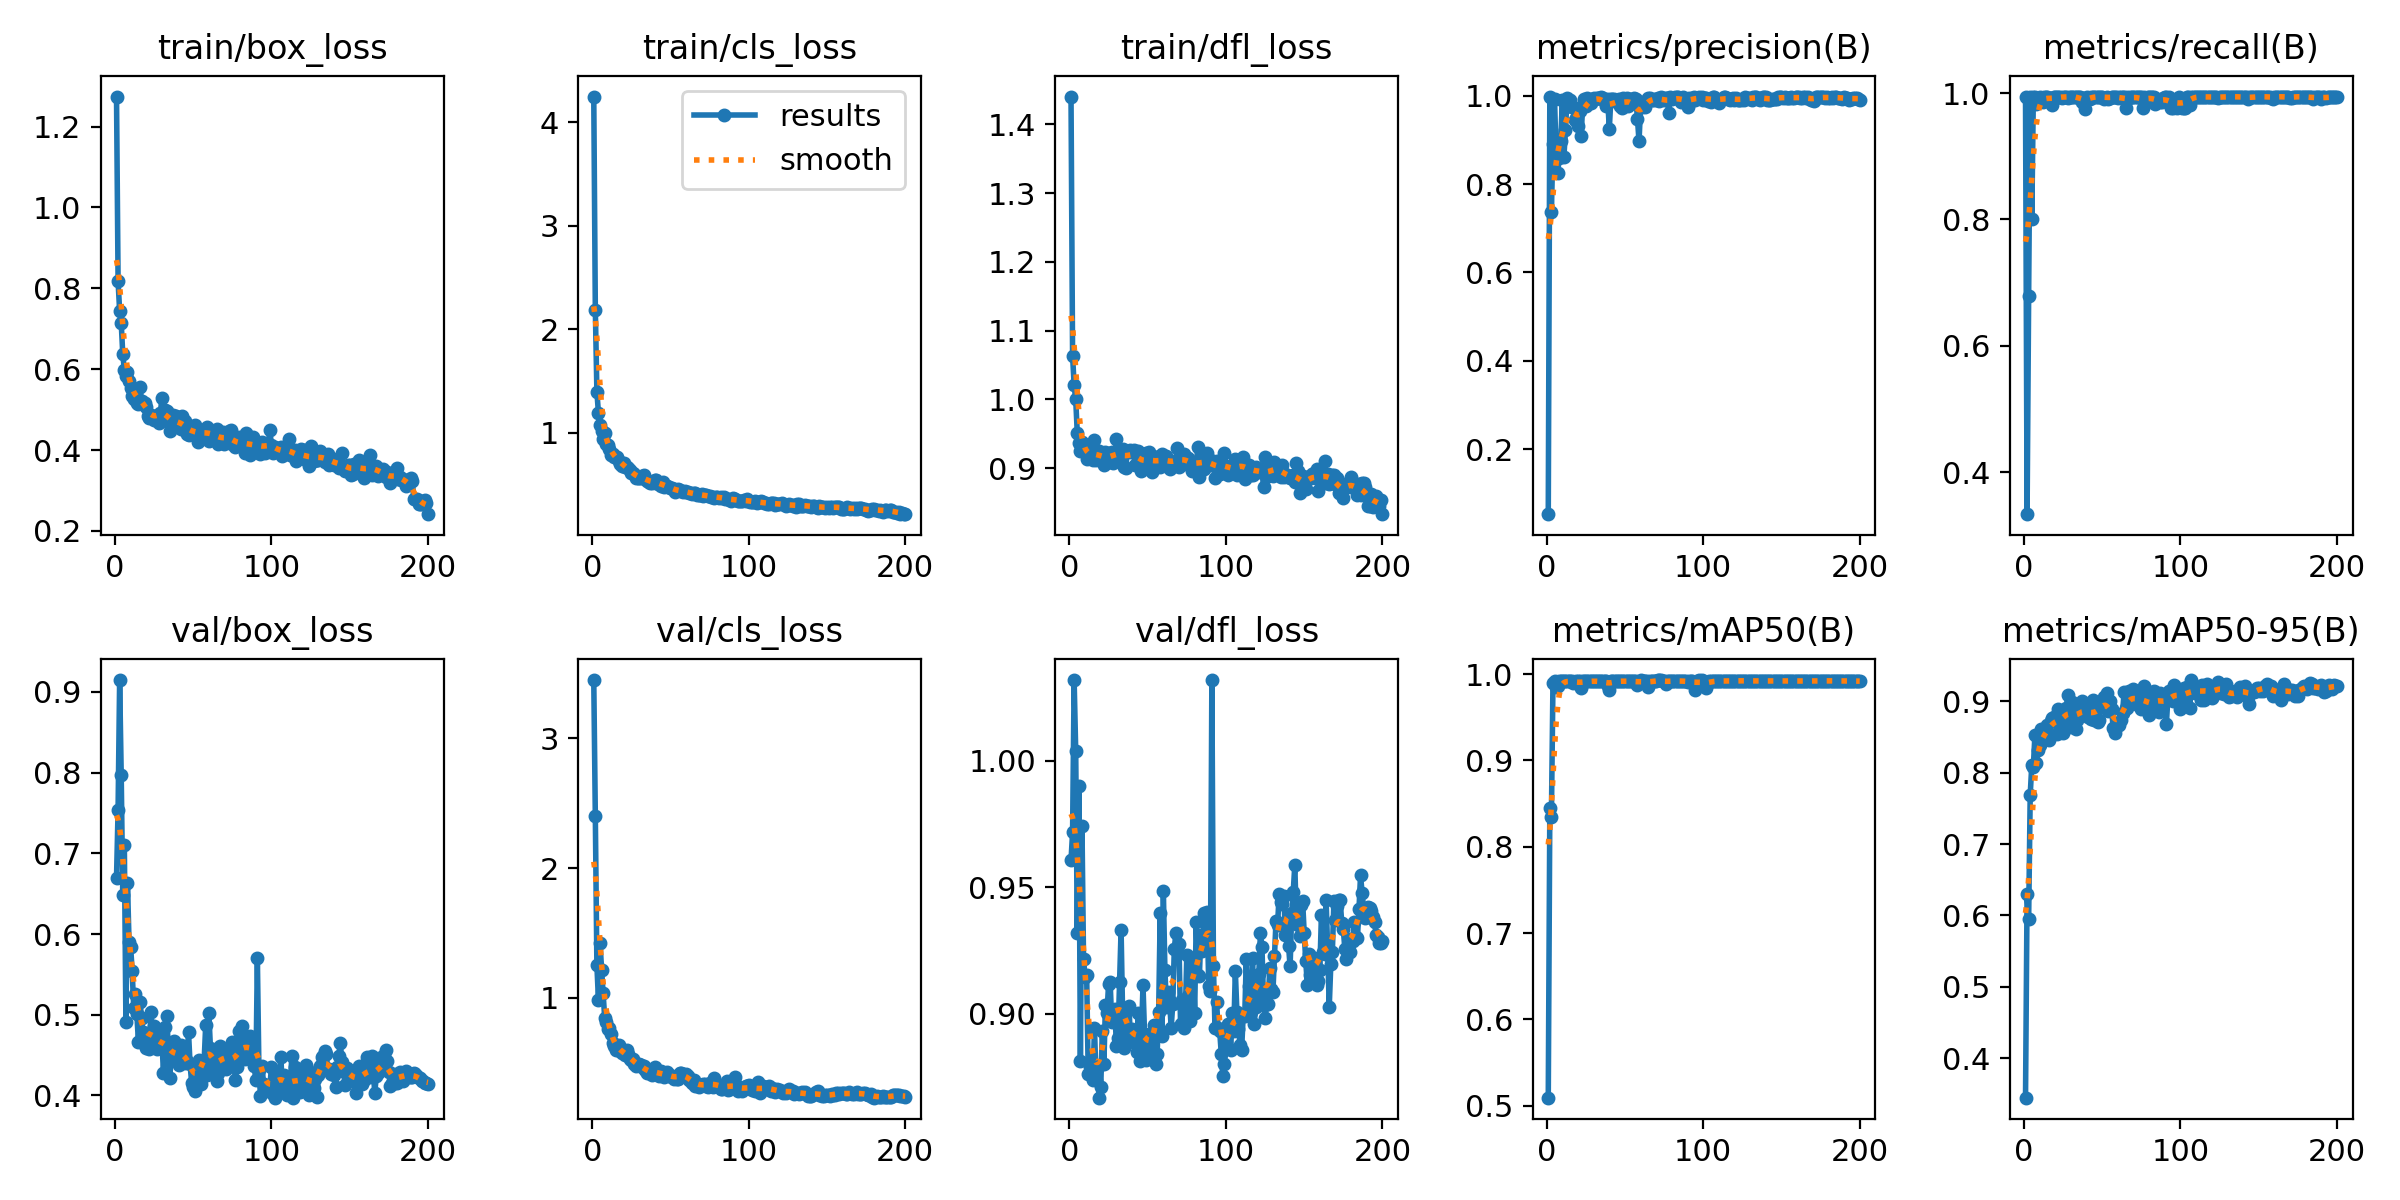 train/box_loss
1.2
1.0
0.8
0.6
0.4
0.2
0 100 200
train/cls_loss
results
smooth
4
3
2
1
0 100 200
train/dfl_loss
1.4
1.3
1.2
1.1
1.0
0.9
0 100 200
metrics/precision(B)
1.0
0.8
0.6
0.4
0.2
0 100 200
metrics/recall(B)
1.0
0.8
0.6
0.4
0 100 200
val/box_loss
0.9
0.8
0.7
0.6
0.5
0.4
0 100 200
val/cls_loss
3
2
1
0 100 200
val/dfl_loss
1.00
0.95
0.90
0 100 200
metrics/mAP50(B)
1.0
0.9
0.8
0.7
0.6
0.5
0 100 200
metrics/mAP50-95(B)
0.9
0.8
0.7
0.6
0.5
0.4
0 100 200